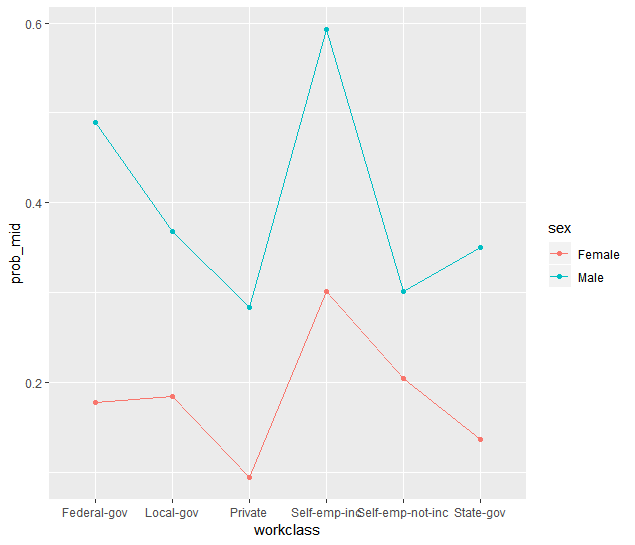 0.6
0.4
0.2
prob_mid
Federal-gov Local-gov Private Self-emp-inc Self-emp-not-inc State-gov
workclass
sex
Female
Male